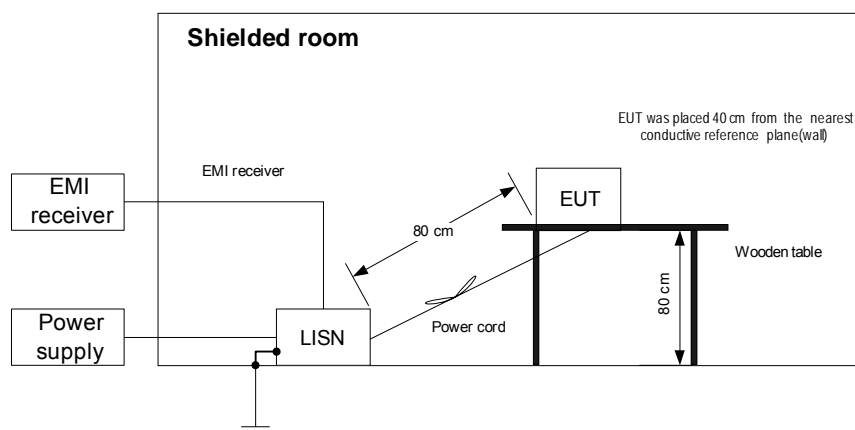 Shielded room
EUT was placed 40 cm from the nearest
conductive reference plane(wall)
EMI receiver
EMI
receiver
EUT
80 cm
Wooden table
80 cm
Power cord
LISN
Power
supply